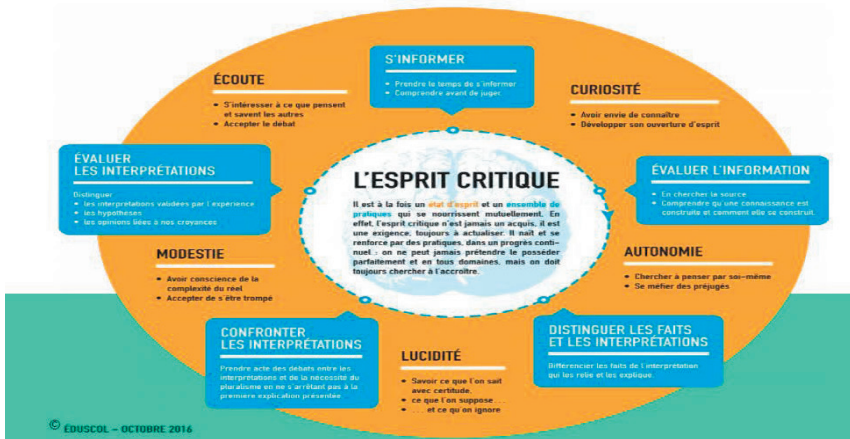 S'INFORMER
• Prendre le temps de s'informer
• Comprendre avant de juger
ÉCOUTE
• S'intéresser à ce que pensent
et savent les autres
• Accepter le débat
CURIOSITÉ
• Avoir envie de connaître
• Développer son ouverture d'esprit
ÉVALUER
LES INTERPRÉTATIONS
Distinguer
• les interprétations validées par l'expérience
• les hypothèses
• les opinions liées à nos croyances
L'ESPRIT CRITIQUE
Il est à la fois un état d'esprit et un ensemble de
pratiques qui se nourrissent mutuellement. En
effet, l'esprit critique n'est jamais un acquis, il est
une exigence, toujours à actualiser. Il naît et se
renforce par des pratiques, dans un progrès conti-
nuel : on ne peut jamais prétendre le posséder
parfaitement et en tous domaines, mais on doit
toujours chercher à l'accroître.
ÉVALUER L'INFORMATION
• En chercher la source
• Comprendre qu'une connaissance est
construite et comment elle se construit.
MODESTIE
• Avoir conscience de la
complexité du réel
• Accepter de s'être trompé
AUTONOMIE
• Chercher à penser par soi-même
• Se méfier des préjugés
CONFRONTER
LES INTERPRÉTATIONS
Prendre acte des débats entre les
interprétations et de la nécessité du
pluralisme en ne s'arrêtant pas à la
première explication présentée.
LUCIDITÉ
• Savoir ce que l'on sait
avec certitude,
• ce que l'on suppose...
• ... et ce qu'on ignore
DISTINGUER LES FAITS
ET LES INTERPRÉTATIONS
Différencier les faits de l'interprétation
qui les relie et les explique.
© ÉDUSCOL – OCTOBRE 2016